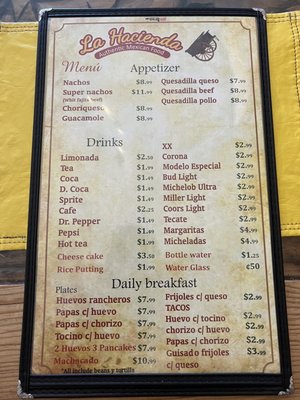 La Hacienda
Authentic Mexican Food
Menú
Appetizer
Nachos $8.99
Super nachos $11.99
(Whit fajita beef)
Choriqueso $8.99
Guacamole $8.99
Quesadilla queso $7.99
Quesadilla beef $8.99
Quesadilla pollo $8.99
Drinks
Limonada $2.50
Tea $1.99
Coca $1.49
D. Coca $1.49
Sprite $1.49
Cafe $2.25
Dr. Pepper $1.49
Pepsi $1.49
Hot tea $1.99
Cheese cake $3.50
Rice Putting $1.99
XX $2.99
Corona $2.99
Modelo Especial $2.99
Bud Light $2.99
Michelob Ultra $2.99
Miller Light $2.99
Coors Light $2.99
Tecate $2.99
Margaritas $4.99
Micheladas $4.99
Bottle water $1.25
Water Glass ¢50
Daily breakfast
Plates
Huevos rancheros $7.99
Papas c/ huevo $7.99
Papas c/ chorizo $7.99
Tocino c/ huevo $7.99
2 Huevos 3 Pancakes $7.99
Machacado $10.99
*All include beans y tortilla
Frijoles c/ queso $2.99
TACOS
Huevo c/ tocino $2.99
chorizo c/ huevo $2.99
Papas c/ chorizo $2.99
Guisado frijoles $3.99
c/ queso